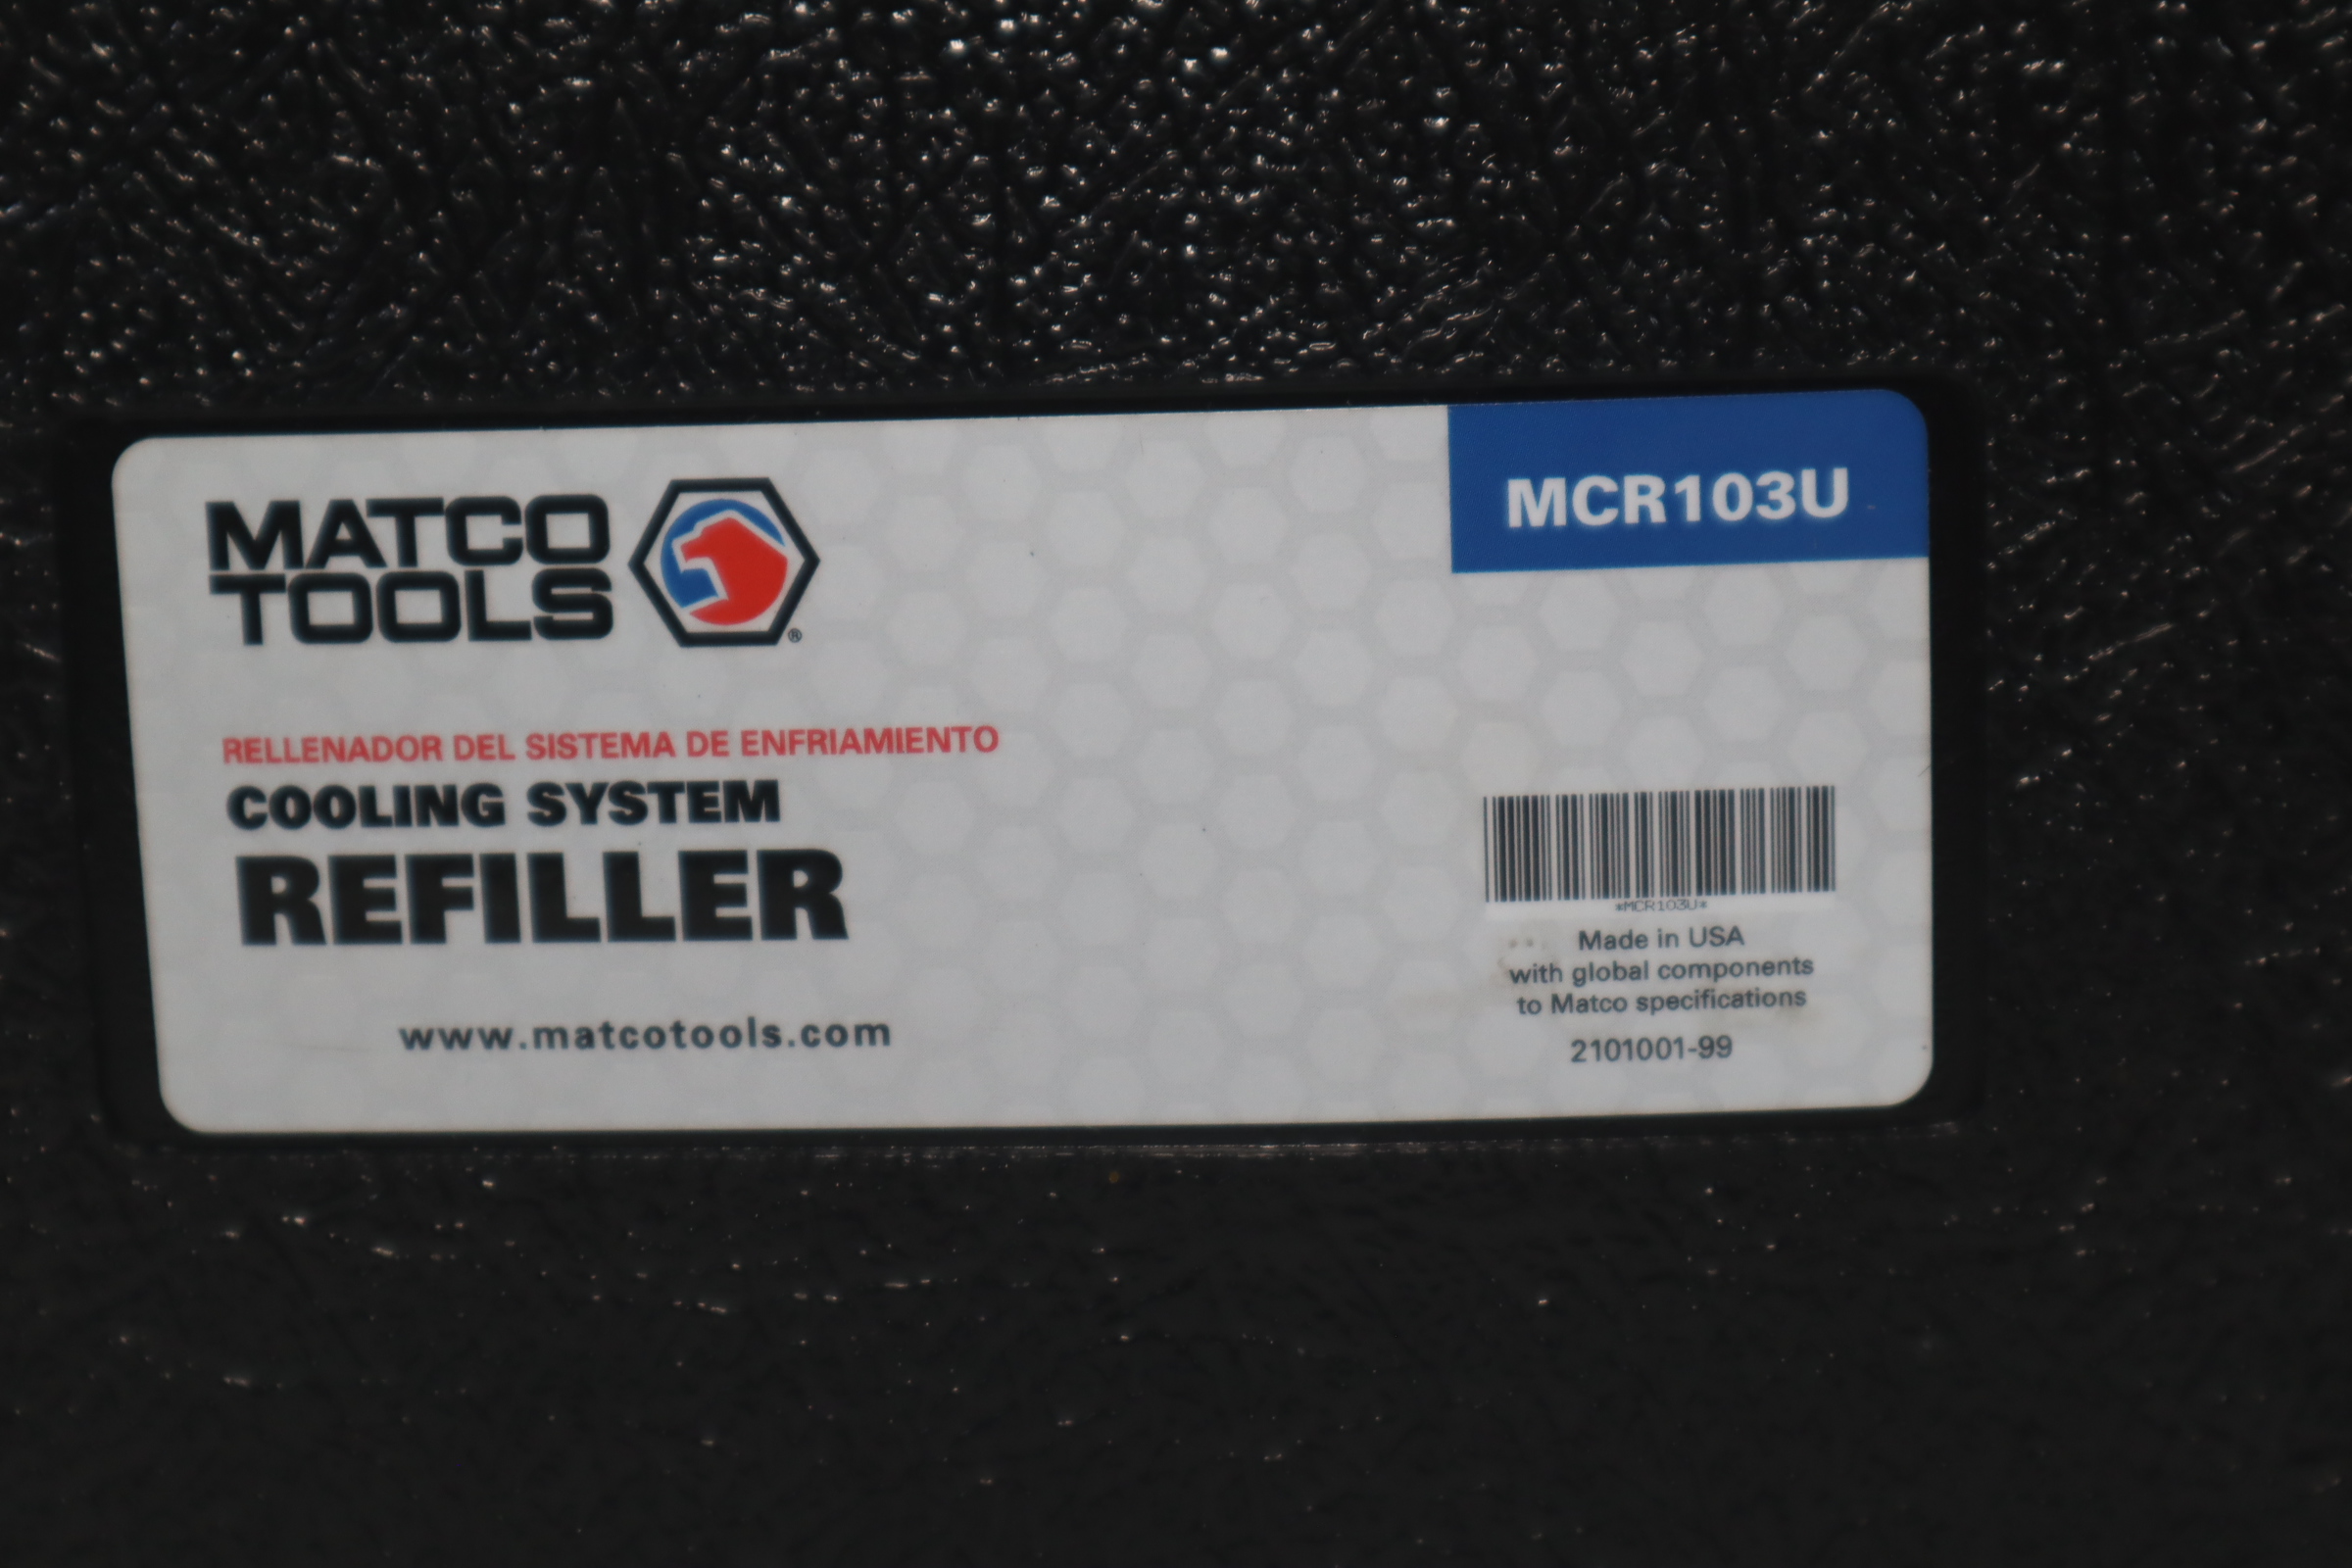 MATCO
TOOLS
®
MCR103U
RELLENADOR DEL SISTEMA DE ENFRIAMIENTO
COOLING SYSTEM
REFILLER
www.matcotools.com
*MCR103U*
Made in USA
with global components
to Matco specifications
2101001-99